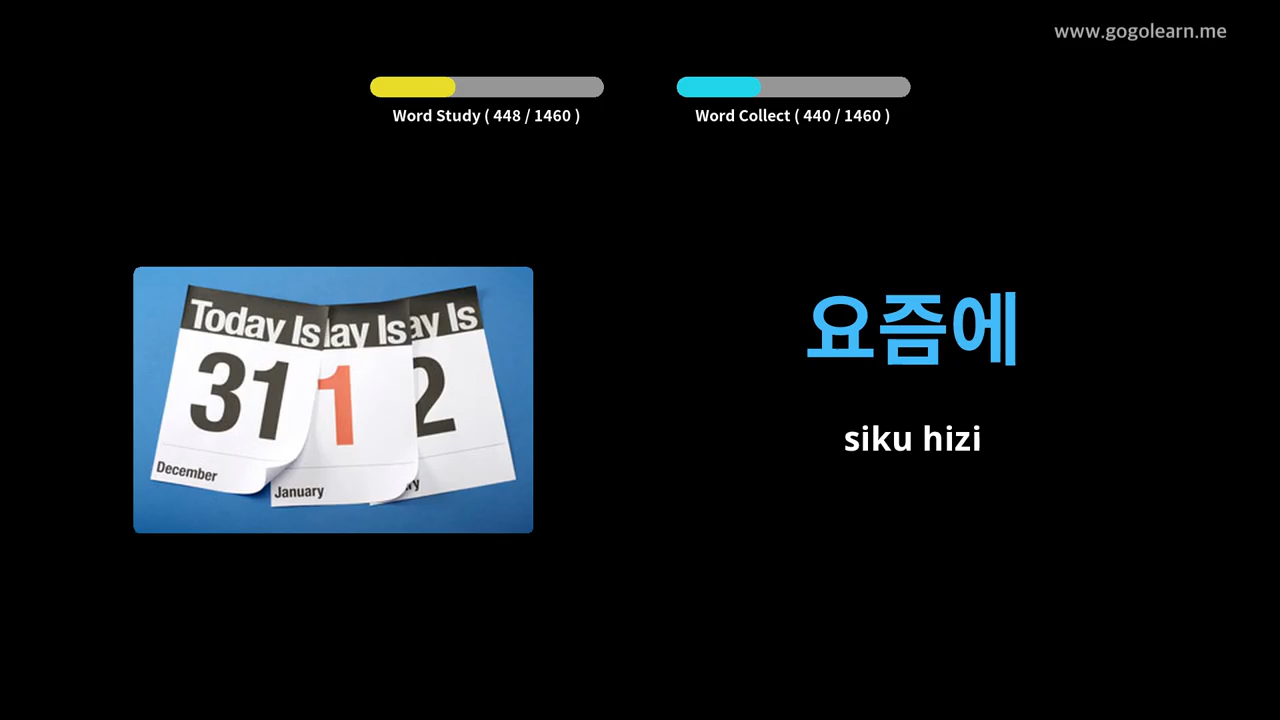 www.gogolearn.me
Word Study ( 448 / 1460 )
Word Collect ( 440 / 1460 )
Today Is
ay Is
ay Is
31
1
2
December
January
ry
요즘에
siku hizi